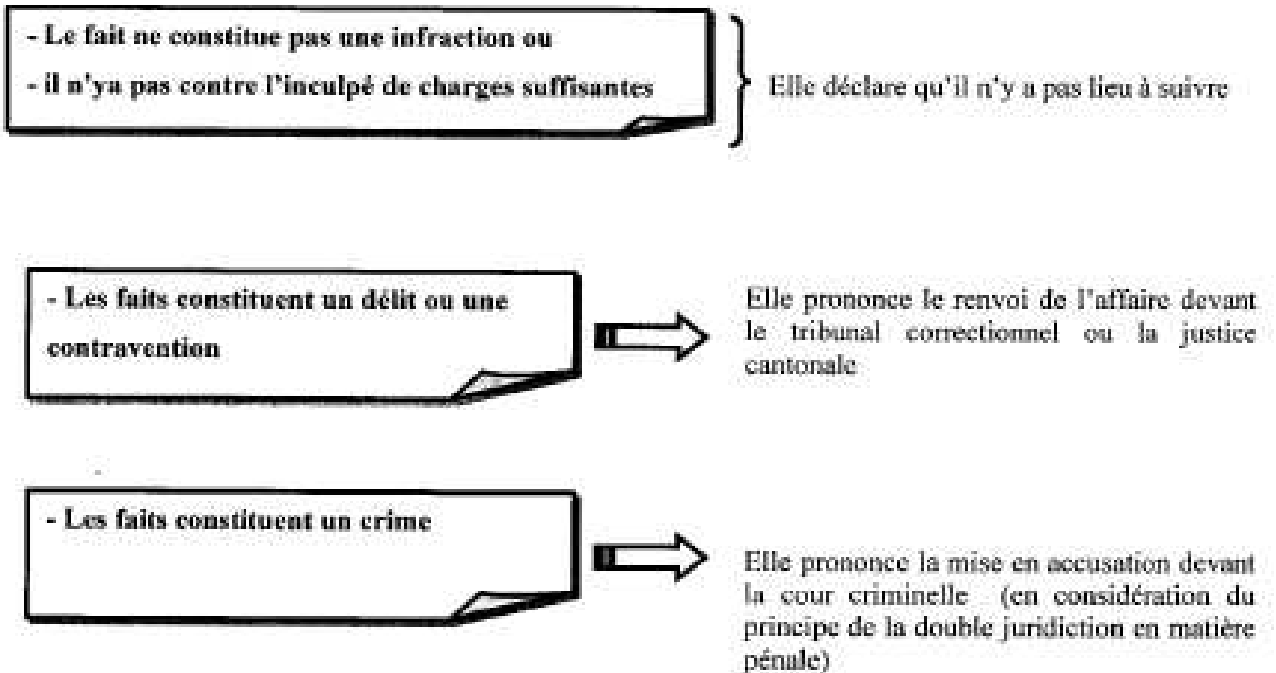 - Le fait ne constitue pas une infraction ou
- il n'ya pas contre l'inculpé de charges suffisantes
Elle déclare qu'il n'y a pas lieu à suivre
- Les faits constituent un délit ou une
contravention
Elle prononce le renvoi de l'affaire devant
le tribunal correctionnel ou la justice
cantonale
- Les faits constituent un crime
Elle prononce la mise en accusation devant
la cour criminelle (en considération du
principe de la double juridiction en matière
pénale)